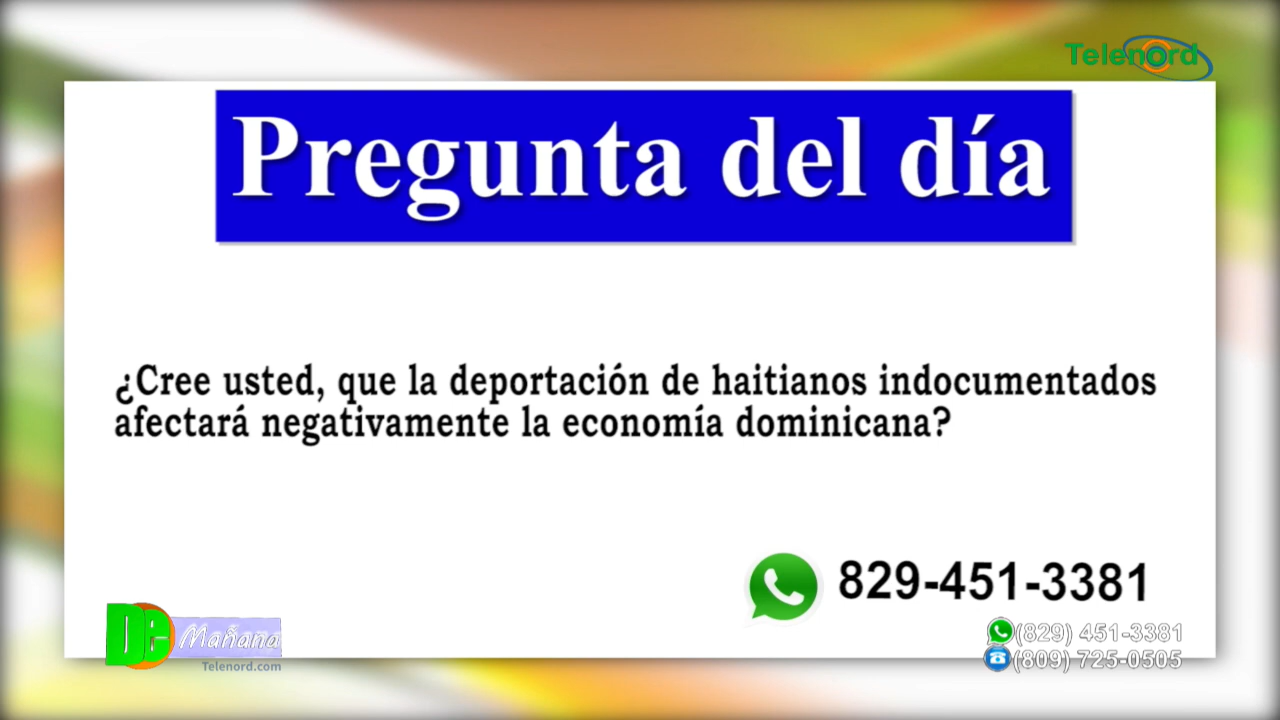 Telenord
Pregunta del día
¿Cree usted, que la deportación de haitianos indocumentados
afectará negativamente la economía dominicana?
829-451-3381
De Mañana
Telenord.com
(829) 451-3381
(809) 725-0505